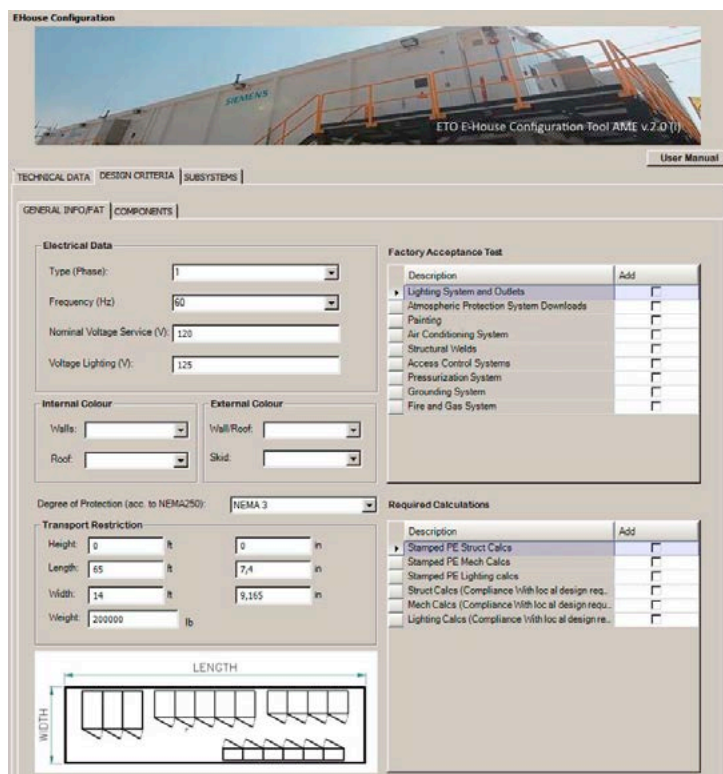 EHouse Configuration
SIEMENS
ETO E-House Configuration Tool AME v.2.0 (I)
User Manual
TECHNICAL DATA DESIGN CRITERIA SUBSYSTEMS
GENERAL INFO/FAT COMPONENTS
Electrical Data
Type (Phase): 1
Frequency (Hz) 60
Nominal Voltage Service (V): 120
Voltage Lighting (V): 125
Internal Colour
Walls:
Roof:
External Colour
Wall/Roof:
Skid:
Degree of Protection (acc. to NEMA250): NEMA 3
Transport Restriction
Height: 0 ft 0 in
Length: 65 ft 7,4 in
Width: 14 ft 9,165 in
Weight: 200000 lb
LENGTH
WIDTH
Factory Acceptance Test
Description Add
Lighting System and Outlets
Atmospheric Protection System Downloads
Painting
Air Conditioning System
Structural Welds
Access Control Systems
Pressurization System
Grounding System
Fire and Gas System
Required Calculations
Description Add
Stamped PE Struct Calcs
Stamped PE Mech Calcs
Stamped PE Lighting calcs
Struct Calcs (Compliance With loc al design req..
Mech Calcs (Compliance With loc al design requ..
Lighting Calcs (Compliance With loc al design re..